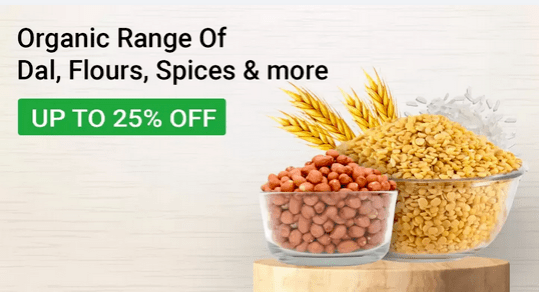 Organic Range Of
Dal, Flours, Spices & more
UP TO 25% OFF